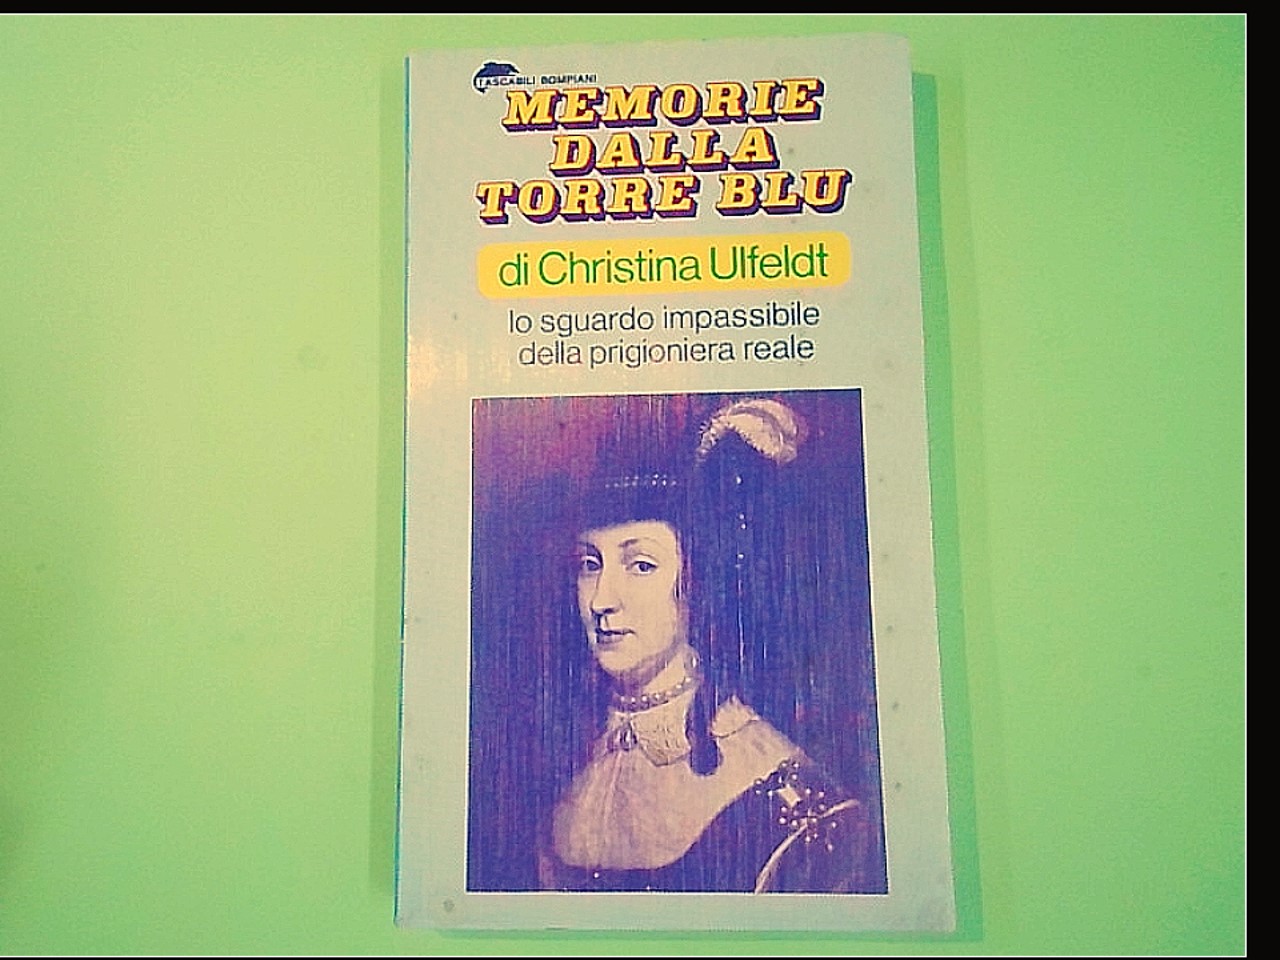 TASCABILI BOMPIANI
MEMORIE
DALLA
TORRE BLU
di Christina Ulfeldt
lo sguardo impassibile
della prigioniera reale